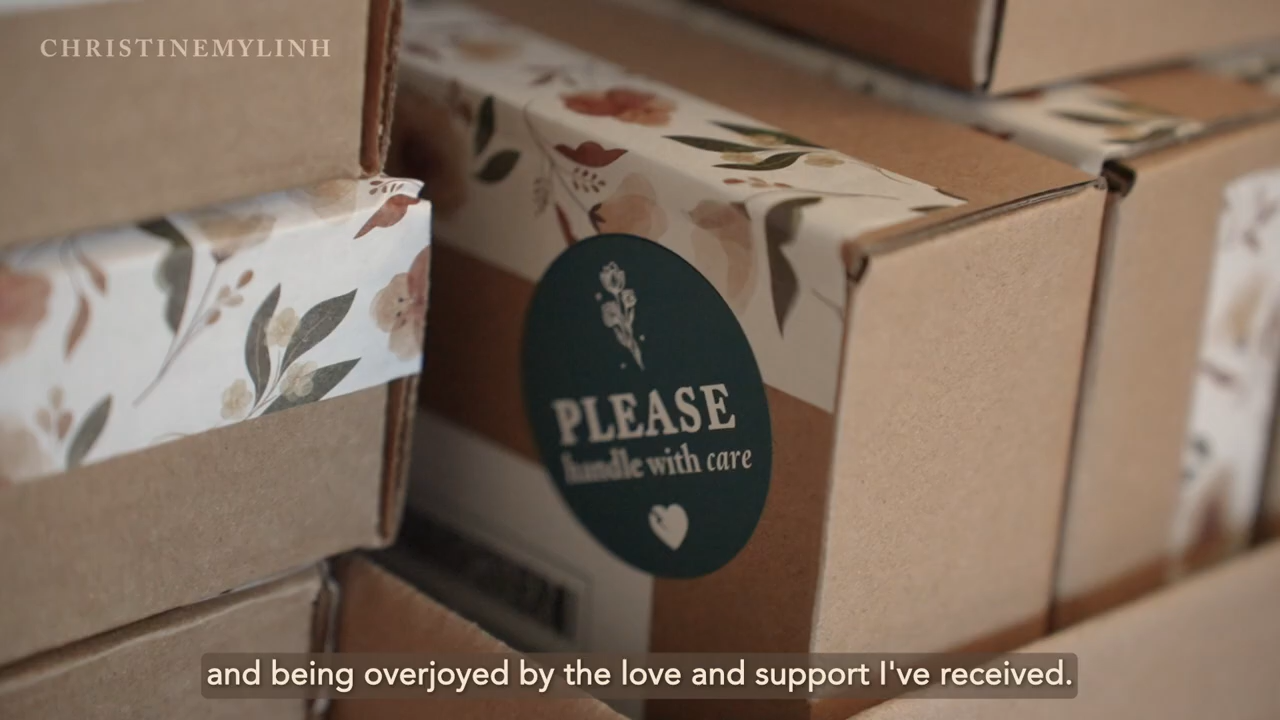 CHRISTINEMYLINH
PLEASE
handle with care
and being overjoyed by the love and support I've received.